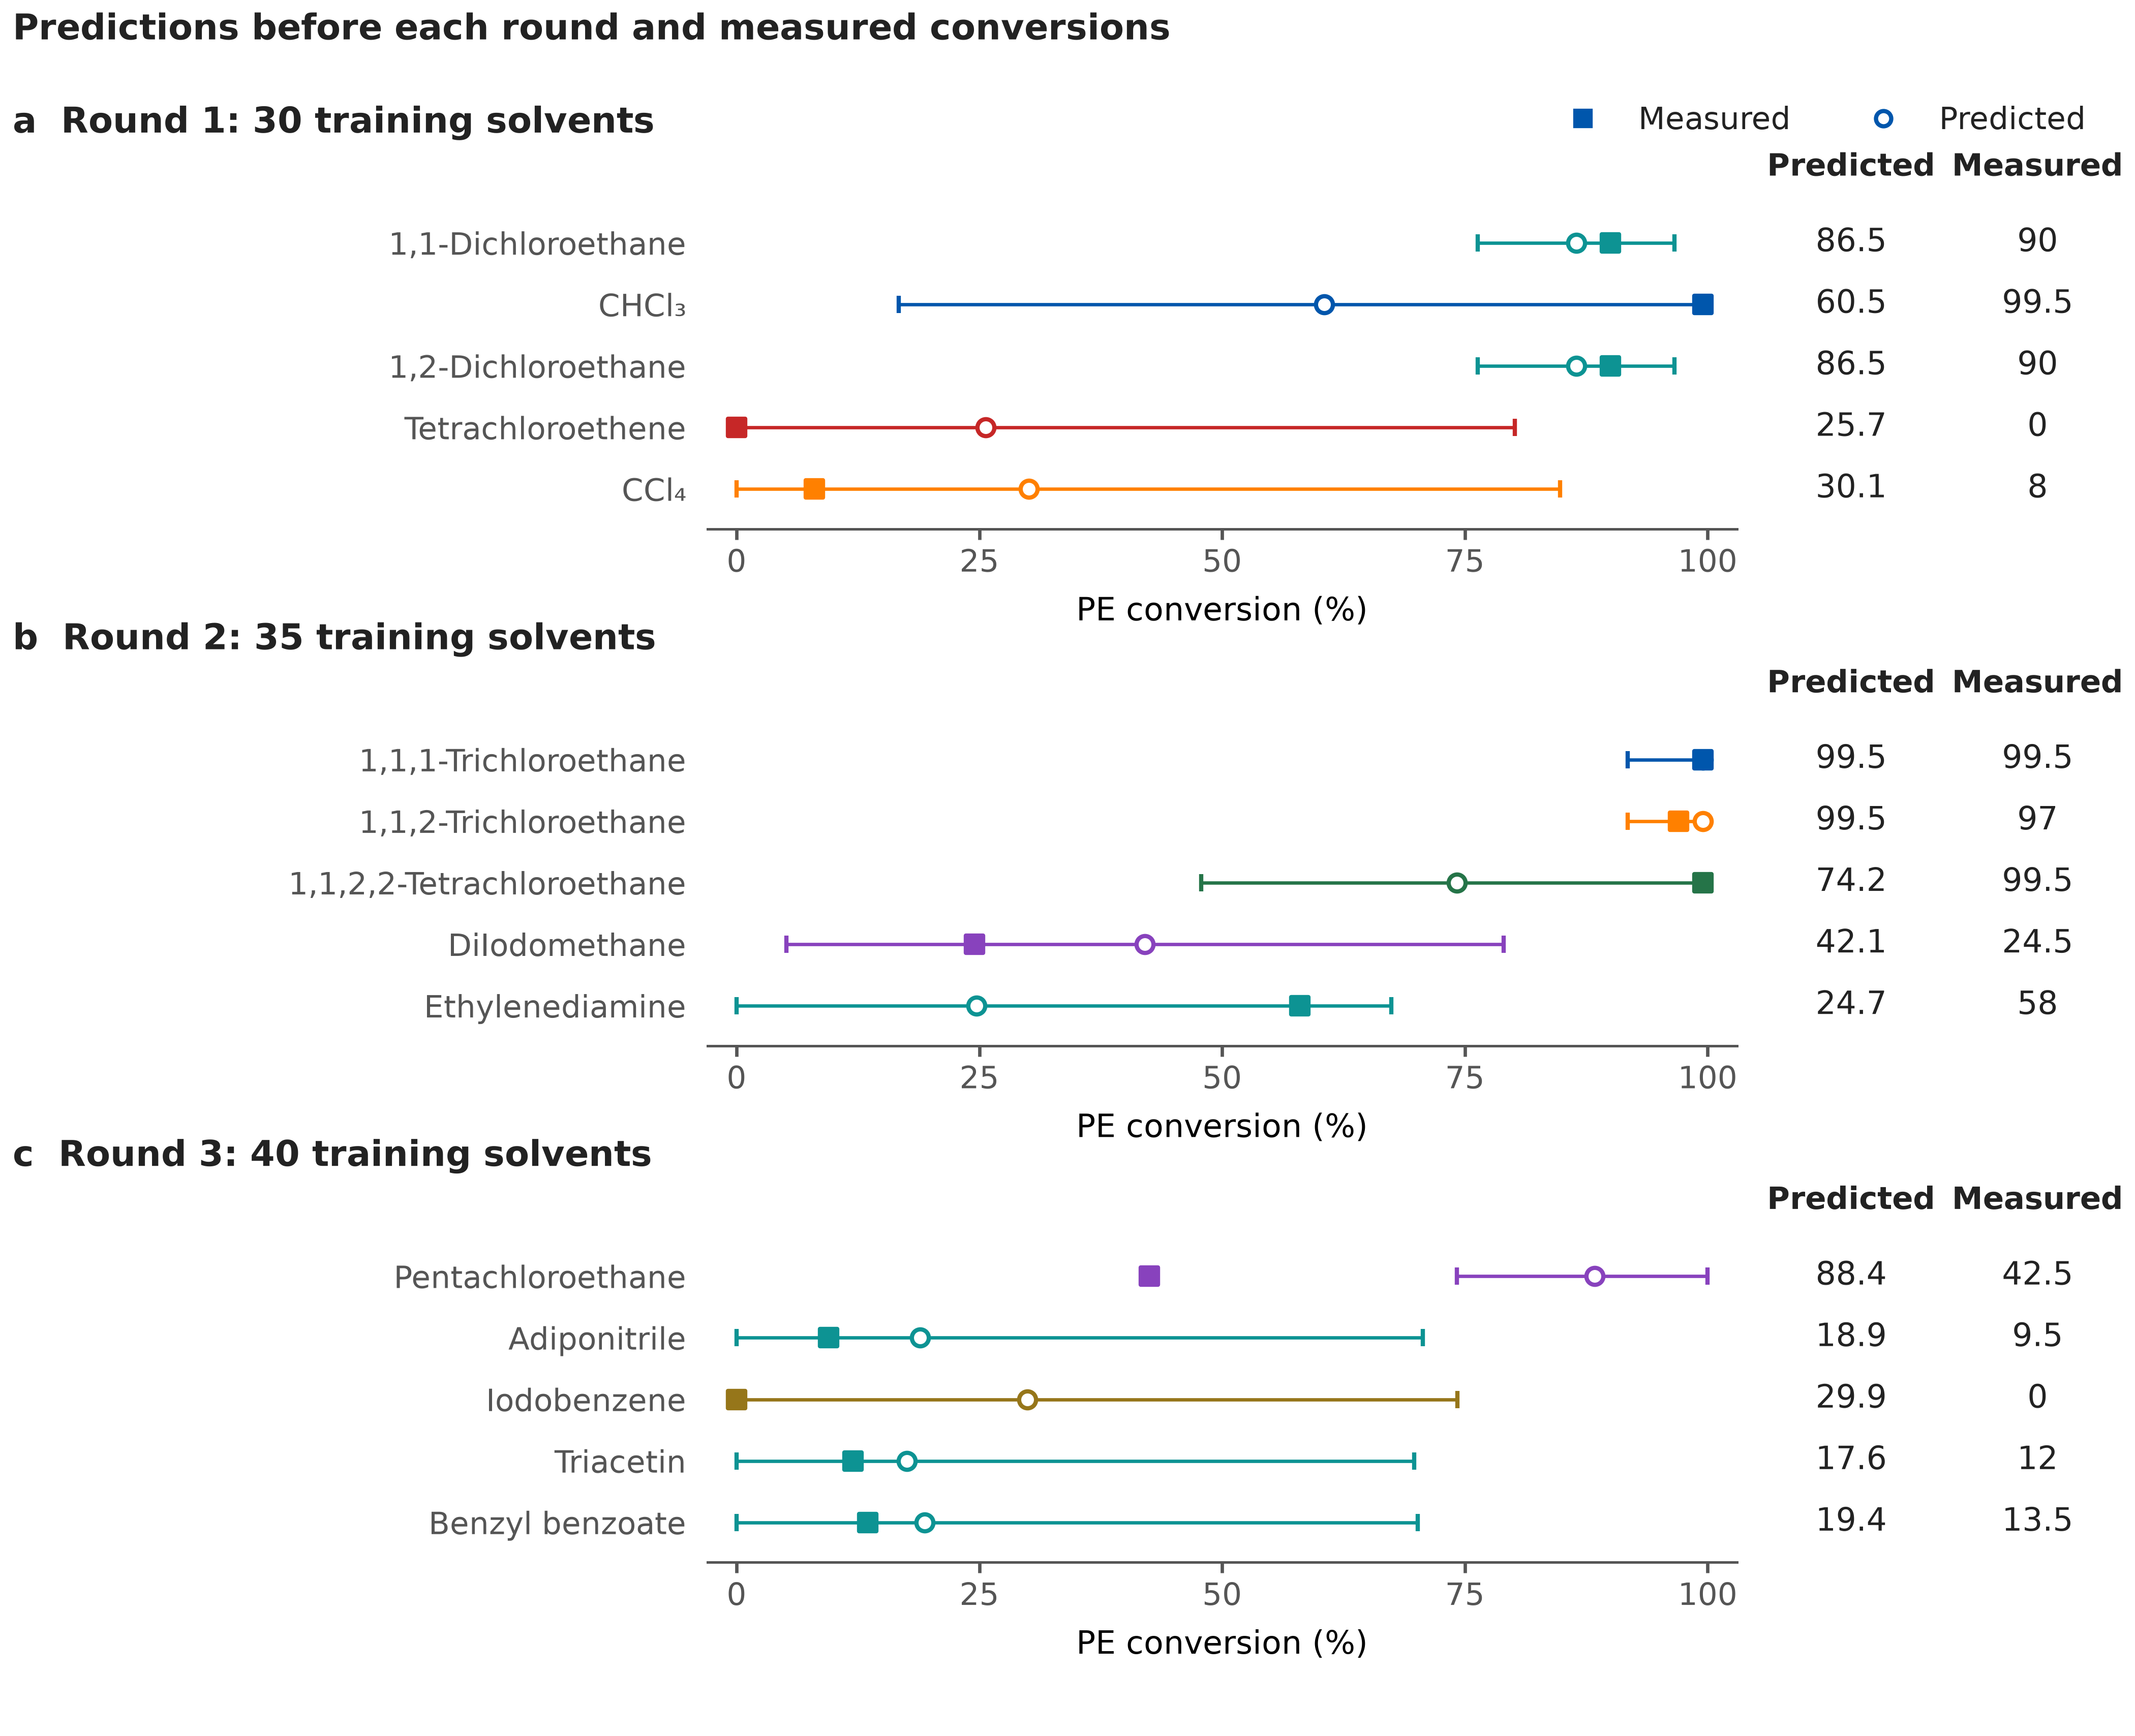 Predictions before each round and measured conversions
a Round 1: 30 training solvents
Measured Predicted
Predicted Measured
1,1-Dichloroethane 86.5 90
CHCl₃ 60.5 99.5
1,2-Dichloroethane 86.5 90
Tetrachloroethene 25.7 0
CCl₄ 30.1 8
0 25 50 75 100
PE conversion (%)
b Round 2: 35 training solvents
Predicted Measured
1,1,1-Trichloroethane 99.5 99.5
1,1,2-Trichloroethane 99.5 97
1,1,2,2-Tetrachloroethane 74.2 99.5
DiIodomethane 42.1 24.5
Ethylenediamine 24.7 58
0 25 50 75 100
PE conversion (%)
c Round 3: 40 training solvents
Predicted Measured
Pentachloroethane 88.4 42.5
Adiponitrile 18.9 9.5
Iodobenzene 29.9 0
Triacetin 17.6 12
Benzyl benzoate 19.4 13.5
0 25 50 75 100
PE conversion (%)